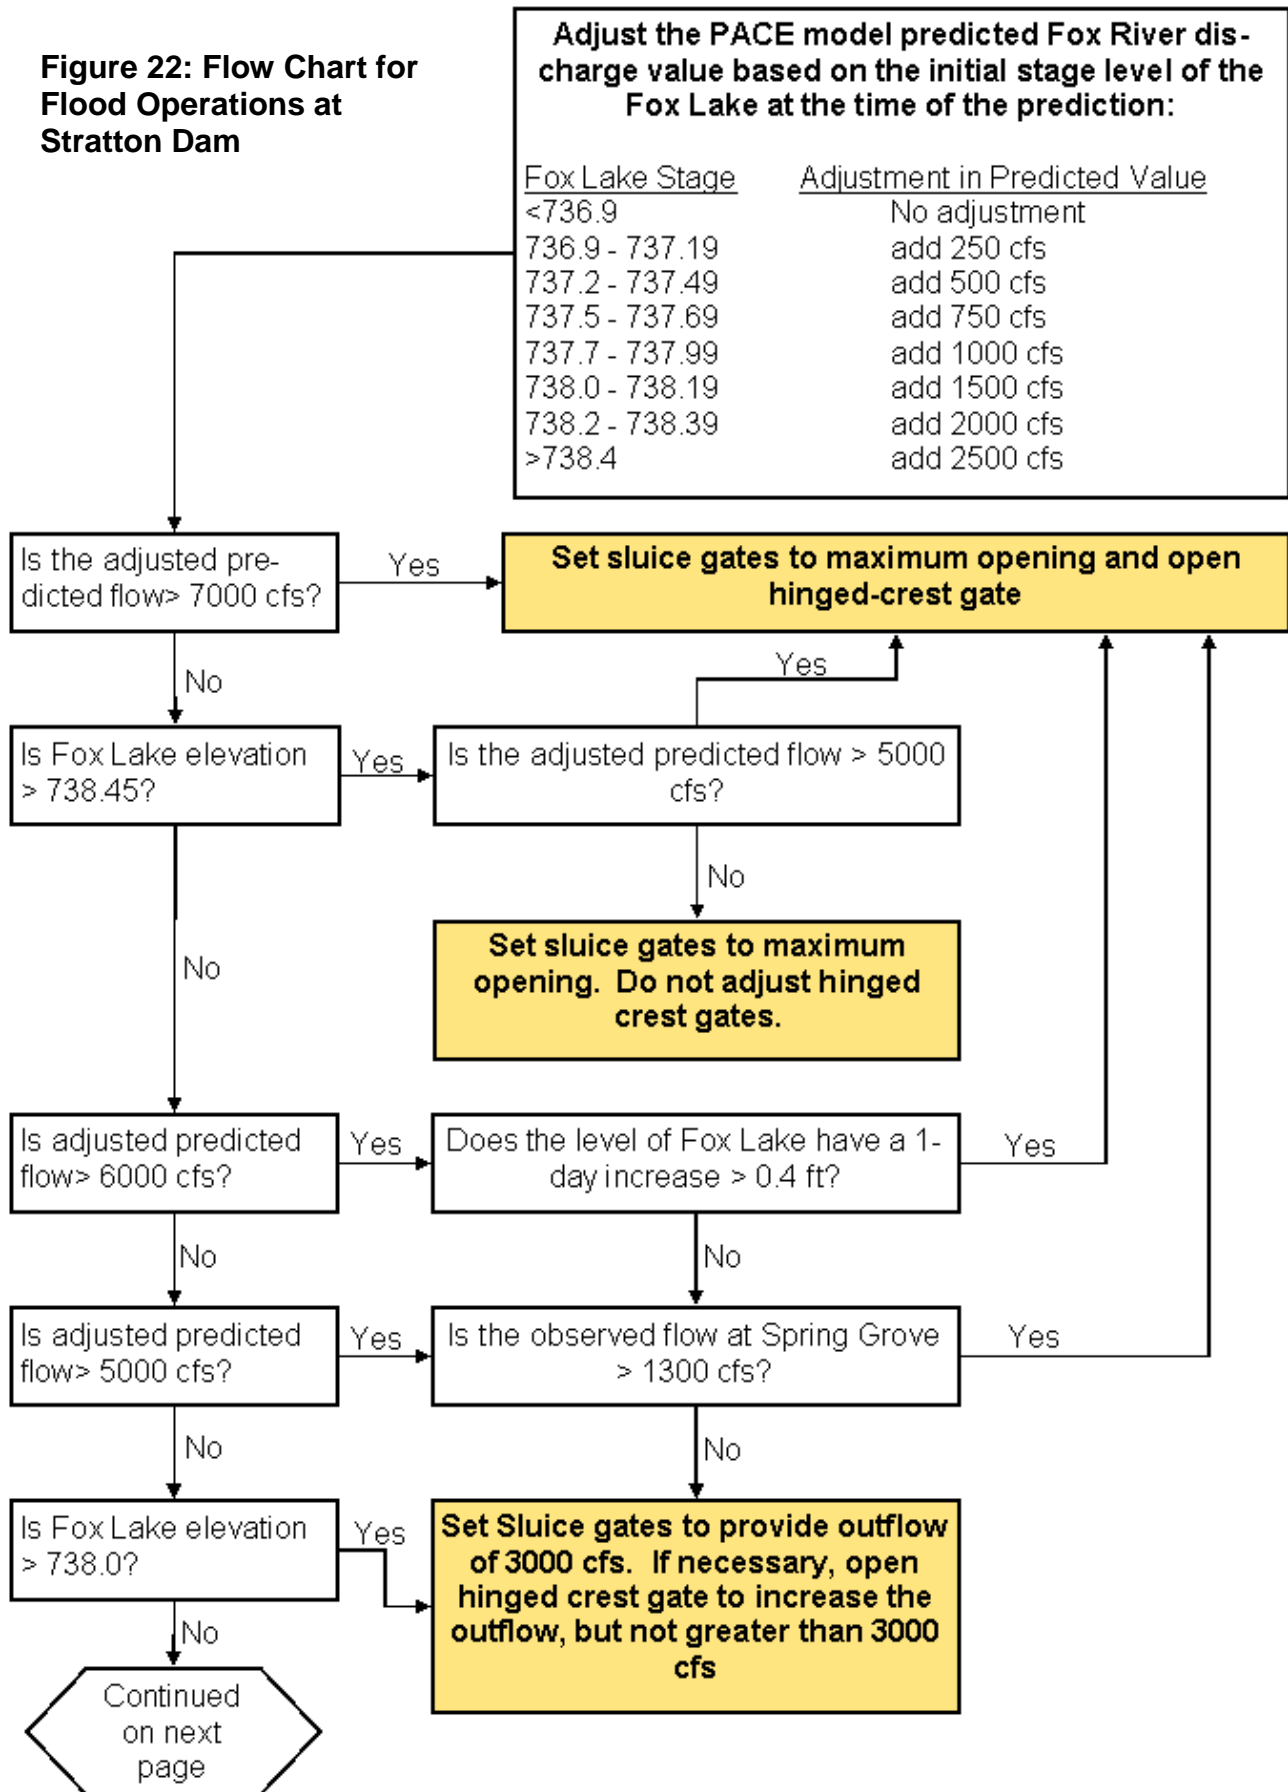 Figure 22: Flow Chart for
Flood Operations at
Stratton Dam
Adjust the PACE model predicted Fox River dis-
charge value based on the initial stage level of the
Fox Lake at the time of the prediction:
Fox Lake Stage Adjustment in Predicted Value
<736.9 No adjustment
736.9 - 737.19 add 250 cfs
737.2 - 737.49 add 500 cfs
737.5 - 737.69 add 750 cfs
737.7 - 737.99 add 1000 cfs
738.0 - 738.19 add 1500 cfs
738.2 - 738.39 add 2000 cfs
>738.4 add 2500 cfs
Is the adjusted pre-
dicted flow> 7000 cfs?
Yes
Set sluice gates to maximum opening and open
hinged-crest gate
No
Yes
Is Fox Lake elevation
> 738.45?
Yes
Is the adjusted predicted flow > 5000
cfs?
No
Set sluice gates to maximum
opening. Do not adjust hinged
crest gates.
No
Is adjusted predicted
flow> 6000 cfs?
Yes
Does the level of Fox Lake have a 1-
day increase > 0.4 ft?
Yes
No
No
Is adjusted predicted
flow> 5000 cfs?
Yes
Is the observed flow at Spring Grove
> 1300 cfs?
Yes
No
No
Is Fox Lake elevation
> 738.0?
Yes
Set Sluice gates to provide outflow
of 3000 cfs. If necessary, open
hinged crest gate to increase the
outflow, but not greater than 3000
cfs
No
Continued
on next
page